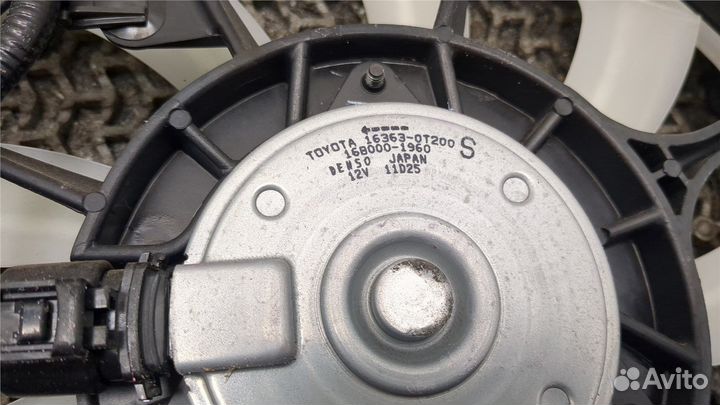 TOYOTA 16363-0T200 S
168000-1960
DENSO JAPAN
12V 11D25
Avito